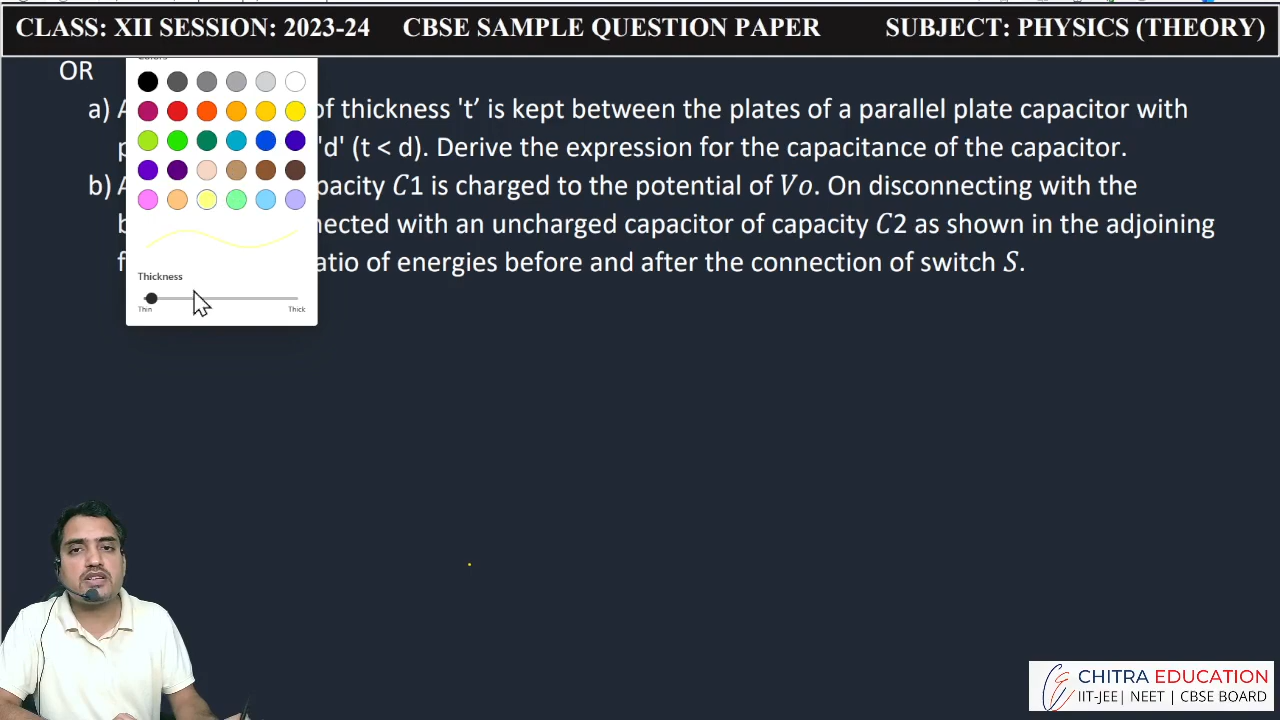 CLASS: XII SESSION: 2023-24 CBSE SAMPLE QUESTION PAPER SUBJECT: PHYSICS (THEORY)
OR
a) A of thickness 't’ is kept between the plates of a parallel plate capacitor with
'd' (t < d). Derive the expression for the capacitance of the capacitor.
b) A pacity C1 is charged to the potential of Vo. On disconnecting with the
nected with an uncharged capacitor of capacity C2 as shown in the adjoining
atio of energies before and after the connection of switch S.
Thickness
Thin Thick
CHITRA EDUCATION
IIT-JEE| NEET | CBSE BOARD